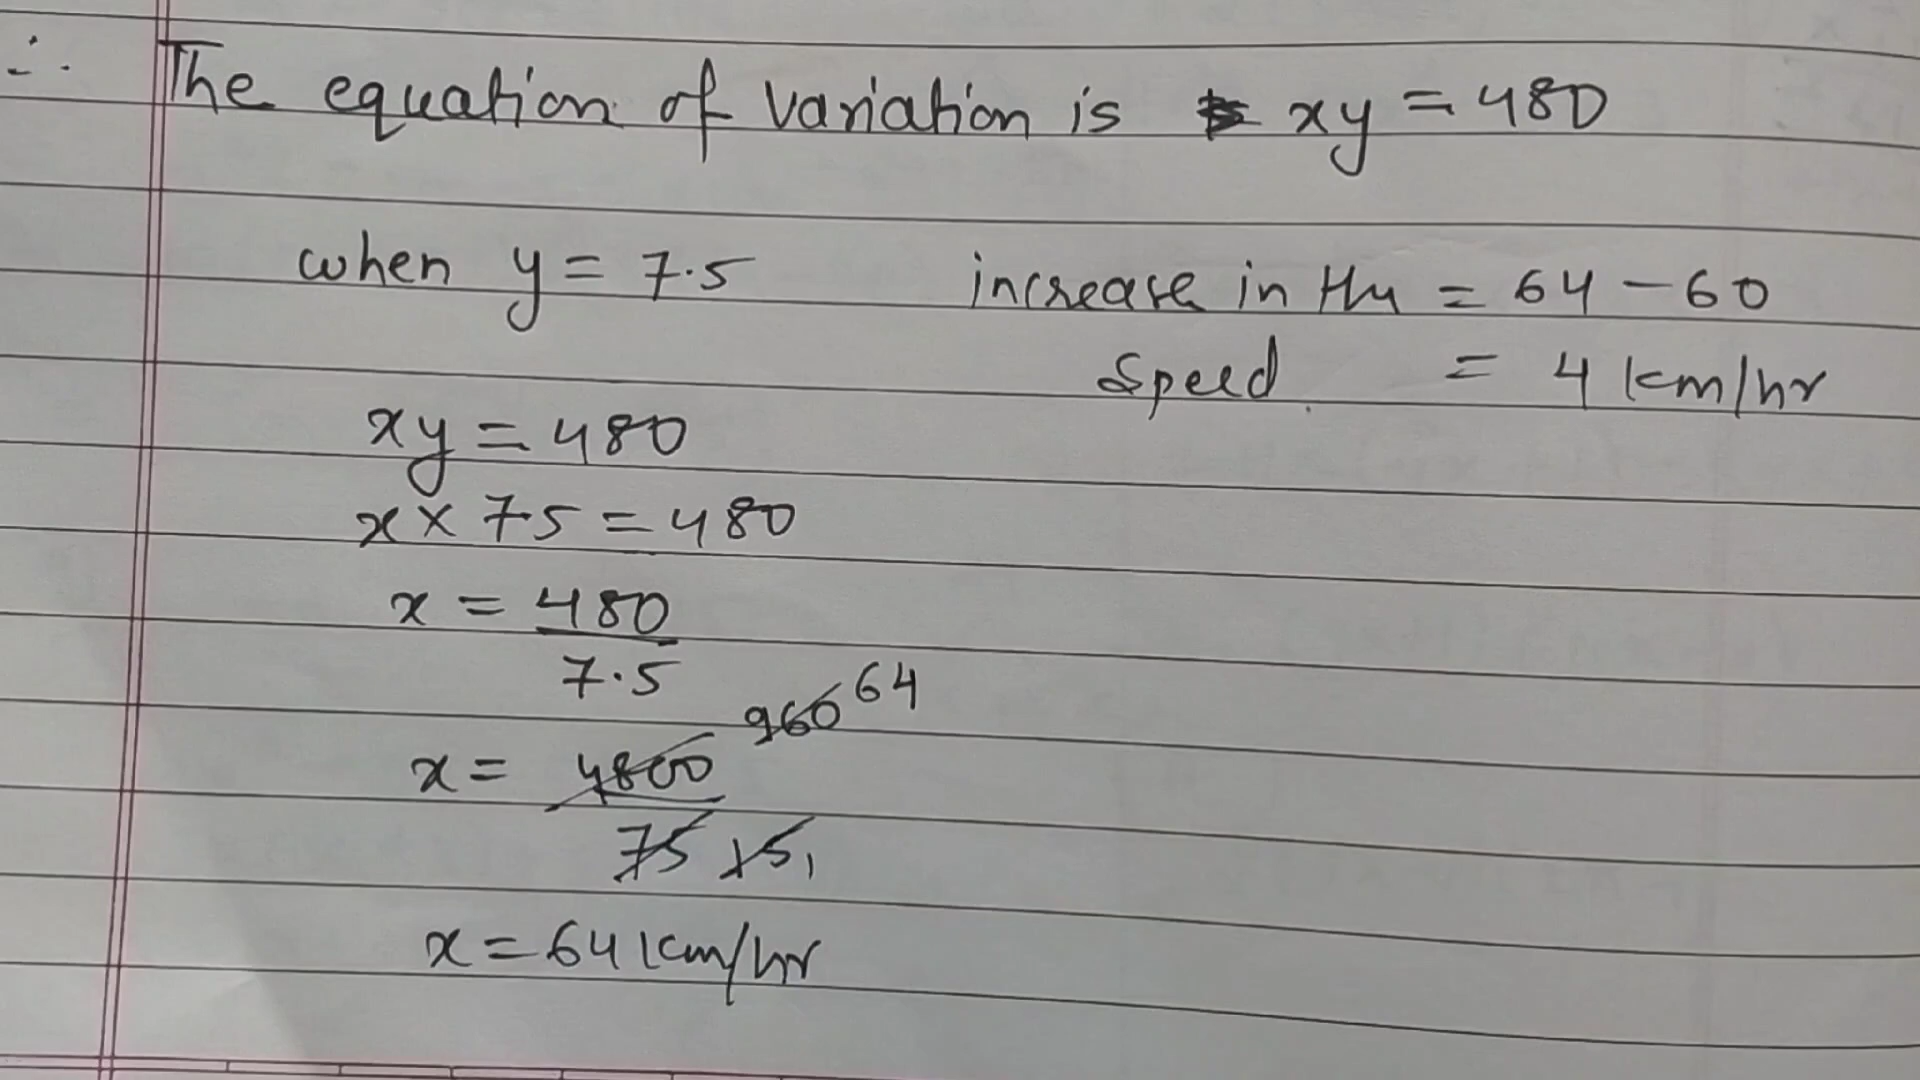 ∴ The equation of variation is xy = 480
when y = 7.5
xy = 480
x × 7.5 = 480
x = 480
7.5
960 64
x = 4800
75 15 1
x = 64 km/hr
increase in the = 64 - 60
Speed = 4 km/hr